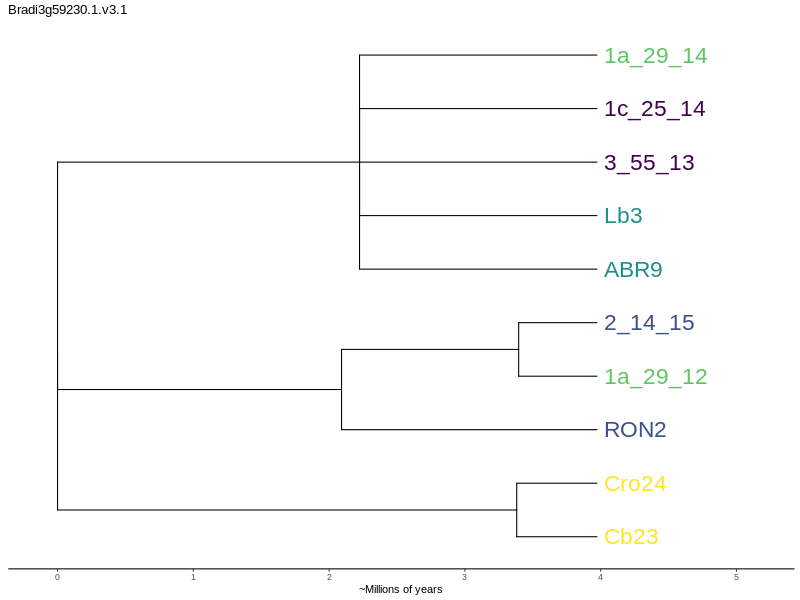 Bradi3g59230.1.v3.1
1a_29_14
1c_25_14
3_55_13
Lb3
ABR9
2_14_15
1a_29_12
RON2
Cro24
Cb23
0 1 2 3 4 5
~Millions of years